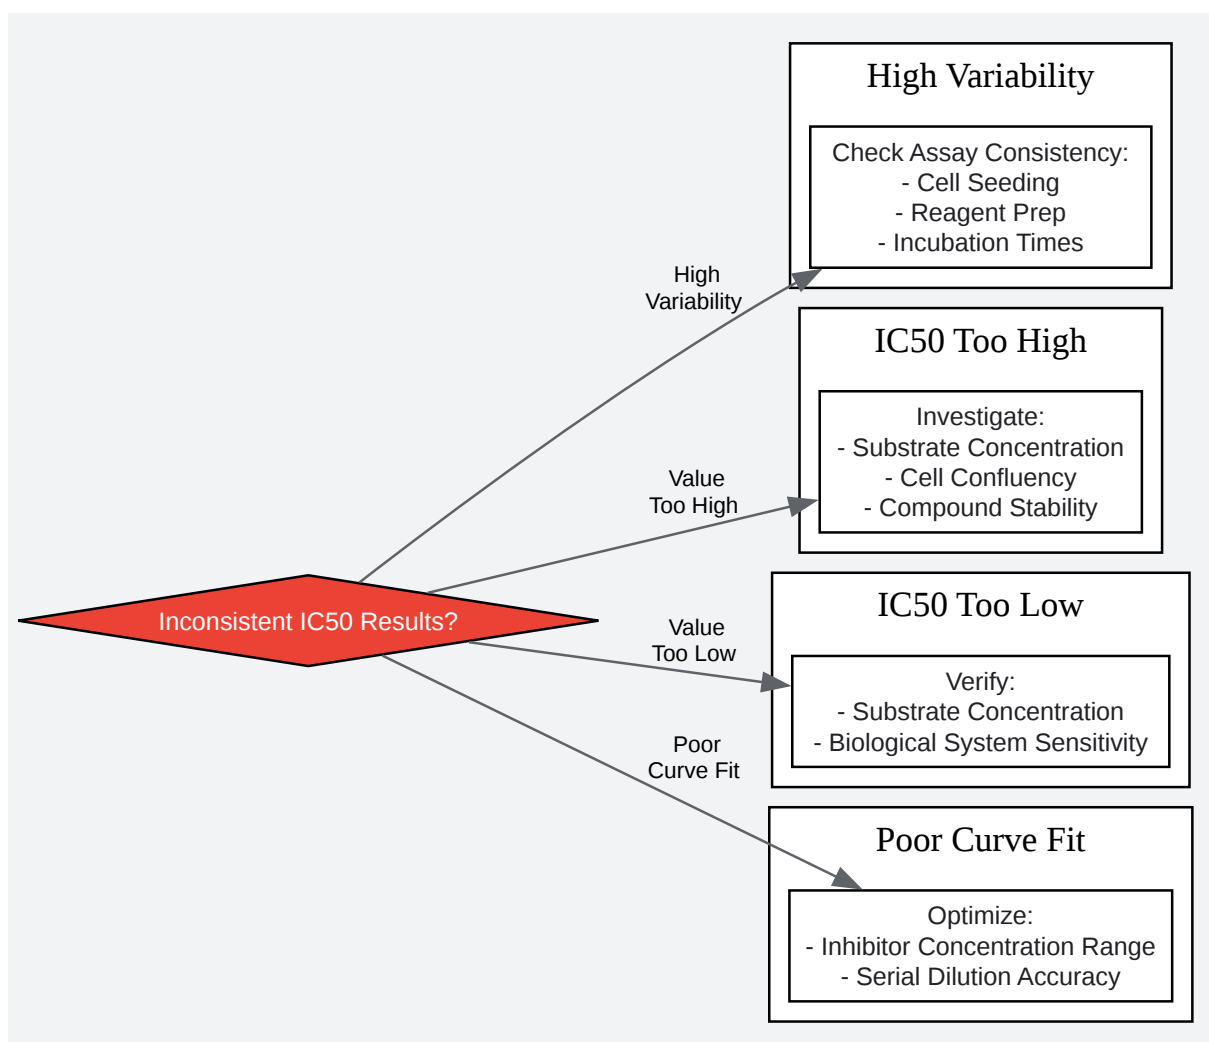 Inconsistent IC50 Results?
High
Variability
Value
Too High
Value
Too Low
Poor
Curve Fit
High Variability
Check Assay Consistency:
- Cell Seeding
- Reagent Prep
- Incubation Times
IC50 Too High
Investigate:
- Substrate Concentration
- Cell Confluency
- Compound Stability
IC50 Too Low
Verify:
- Substrate Concentration
- Biological System Sensitivity
Poor Curve Fit
Optimize:
- Inhibitor Concentration Range
- Serial Dilution Accuracy